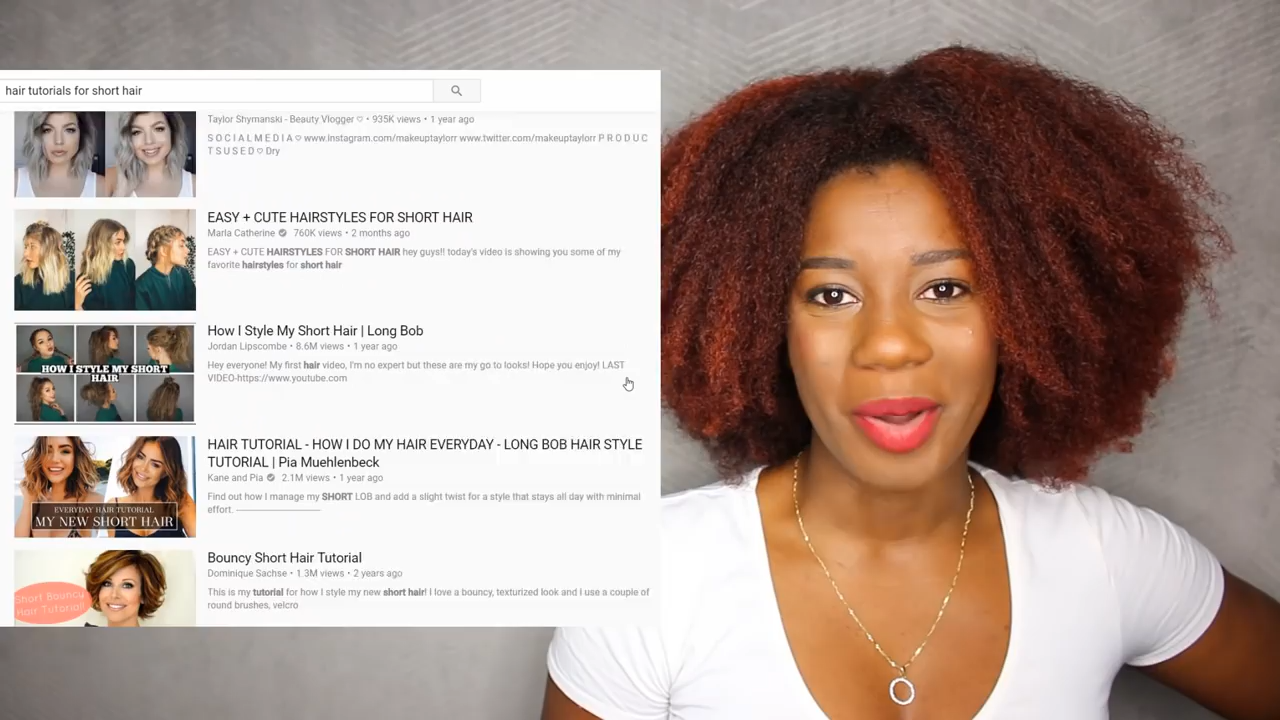 hair tutorials for short hair
Taylor Shymanski - Beauty Vlogger ♡ • 935K views • 1 year ago
S O C I A L M E D I A ♡ www.instagram.com/makeuptaylorr www.twitter.com/makeuptaylorr P R O D U C
T S U S E D ♡ Dry
EASY + CUTE HAIRSTYLES FOR SHORT HAIR
Marla Catherine 760K views • 2 months ago
EASY + CUTE HAIRSTYLES FOR SHORT HAIR hey guys!! today's video is showing you some of my
favorite hairstyles for short hair
HOW I STYLE MY SHORT
HAIR
How I Style My Short Hair | Long Bob
Jordan Lipscombe • 8.6M views • 1 year ago
Hey everyone! My first hair video, I'm no expert but these are my go to looks! Hope you enjoy! LAST
VIDEO-https://www.youtube.com
EVERYDAY HAIR TUTORIAL
MY NEW SHORT HAIR
HAIR TUTORIAL - HOW I DO MY HAIR EVERYDAY - LONG BOB HAIR STYLE
TUTORIAL | Pia Muehlenbeck
Kane and Pia 2.1M views • 1 year ago
Find out how I manage my SHORT LOB and add a slight twist for a style that stays all day with minimal
effort. ———————————
Short Bouncy
Hair Tutorial!
Bouncy Short Hair Tutorial
Dominique Sachse • 1.3M views • 2 years ago
This is my tutorial for how I style my new short hair! I love a bouncy, texturized look and I use a couple of
round brushes, velcro